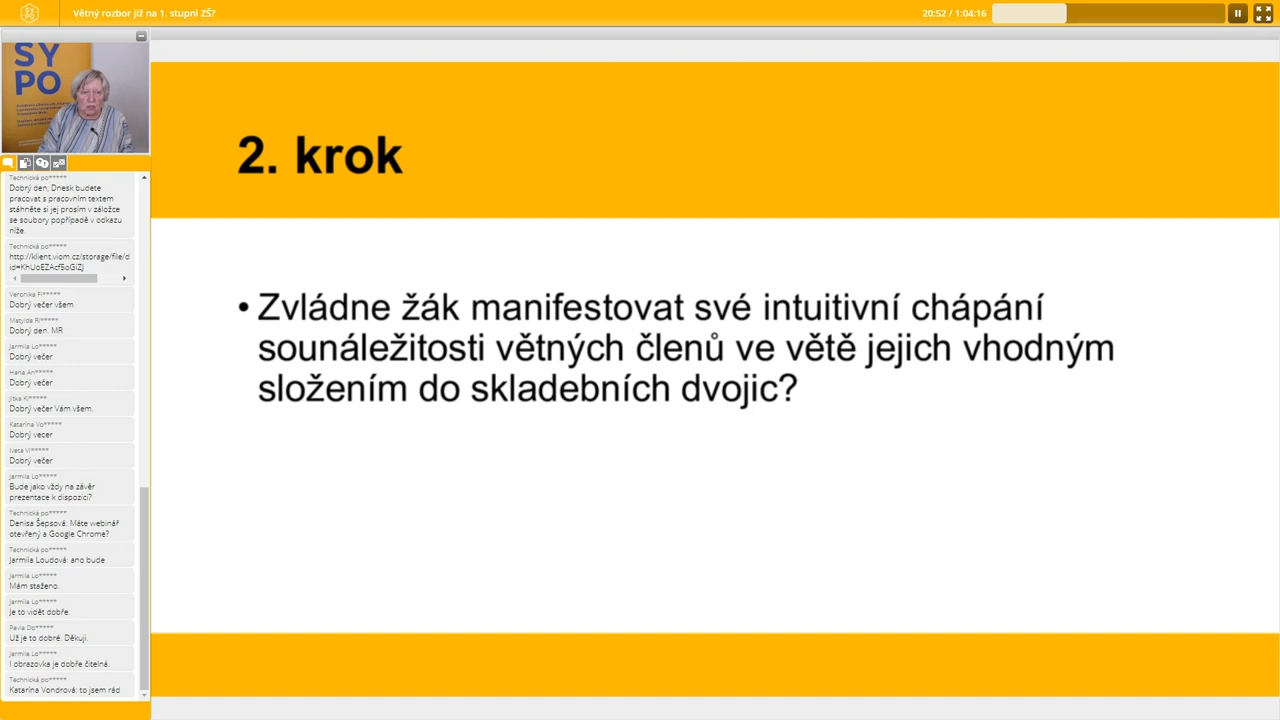 Větný rozbor již na 1. stupni ZŠ?
20:52 / 1:04:16
SY
PO
2. krok
• Zvládne žák manifestovat své intuitivní chápání
sounáležitosti větných členů ve větě jejich vhodným
složením do skladebních dvojic?
Technická po*****
Dobrý den, Dnesk budete
pracovat s pracovním textem
stáhněte si jej prosím v záložce
se soubory popřípadě v odkazu
níže.
Technická po*****
http://klient.viom.cz/storage/file/d
id=KhUoEZAcf5oGiZJ
Veronika Fi*****
Dobrý večer všem
Matylda Ri*****
Dobrý den. MR
Jarmila Lo*****
Dobrý večer
Hana An*****
Dobrý večer
Jitka Kl*****
Dobrý večer Vám všem.
Katarína Vo*****
Dobrý vecer
Iveta Vl*****
Dobrý večer
Jarmila Lo*****
Bude jako vždy na závěr
prezentace k dispozici?
Technická po*****
Denisa Šepsová: Máte webinář
otevřený a Google Chrome?
Technická po*****
Jarmila Loudová: ano bude
Jarmila Lo*****
Mám staženo.
Jarmila Lo*****
Je to vidět dobře.
Pavla Do*****
Už je to dobré. Děkuji.
Jarmila Lo*****
I obrazovka je dobře čitelná.
Technická po*****
Katarína Vondrová: to jsem rád